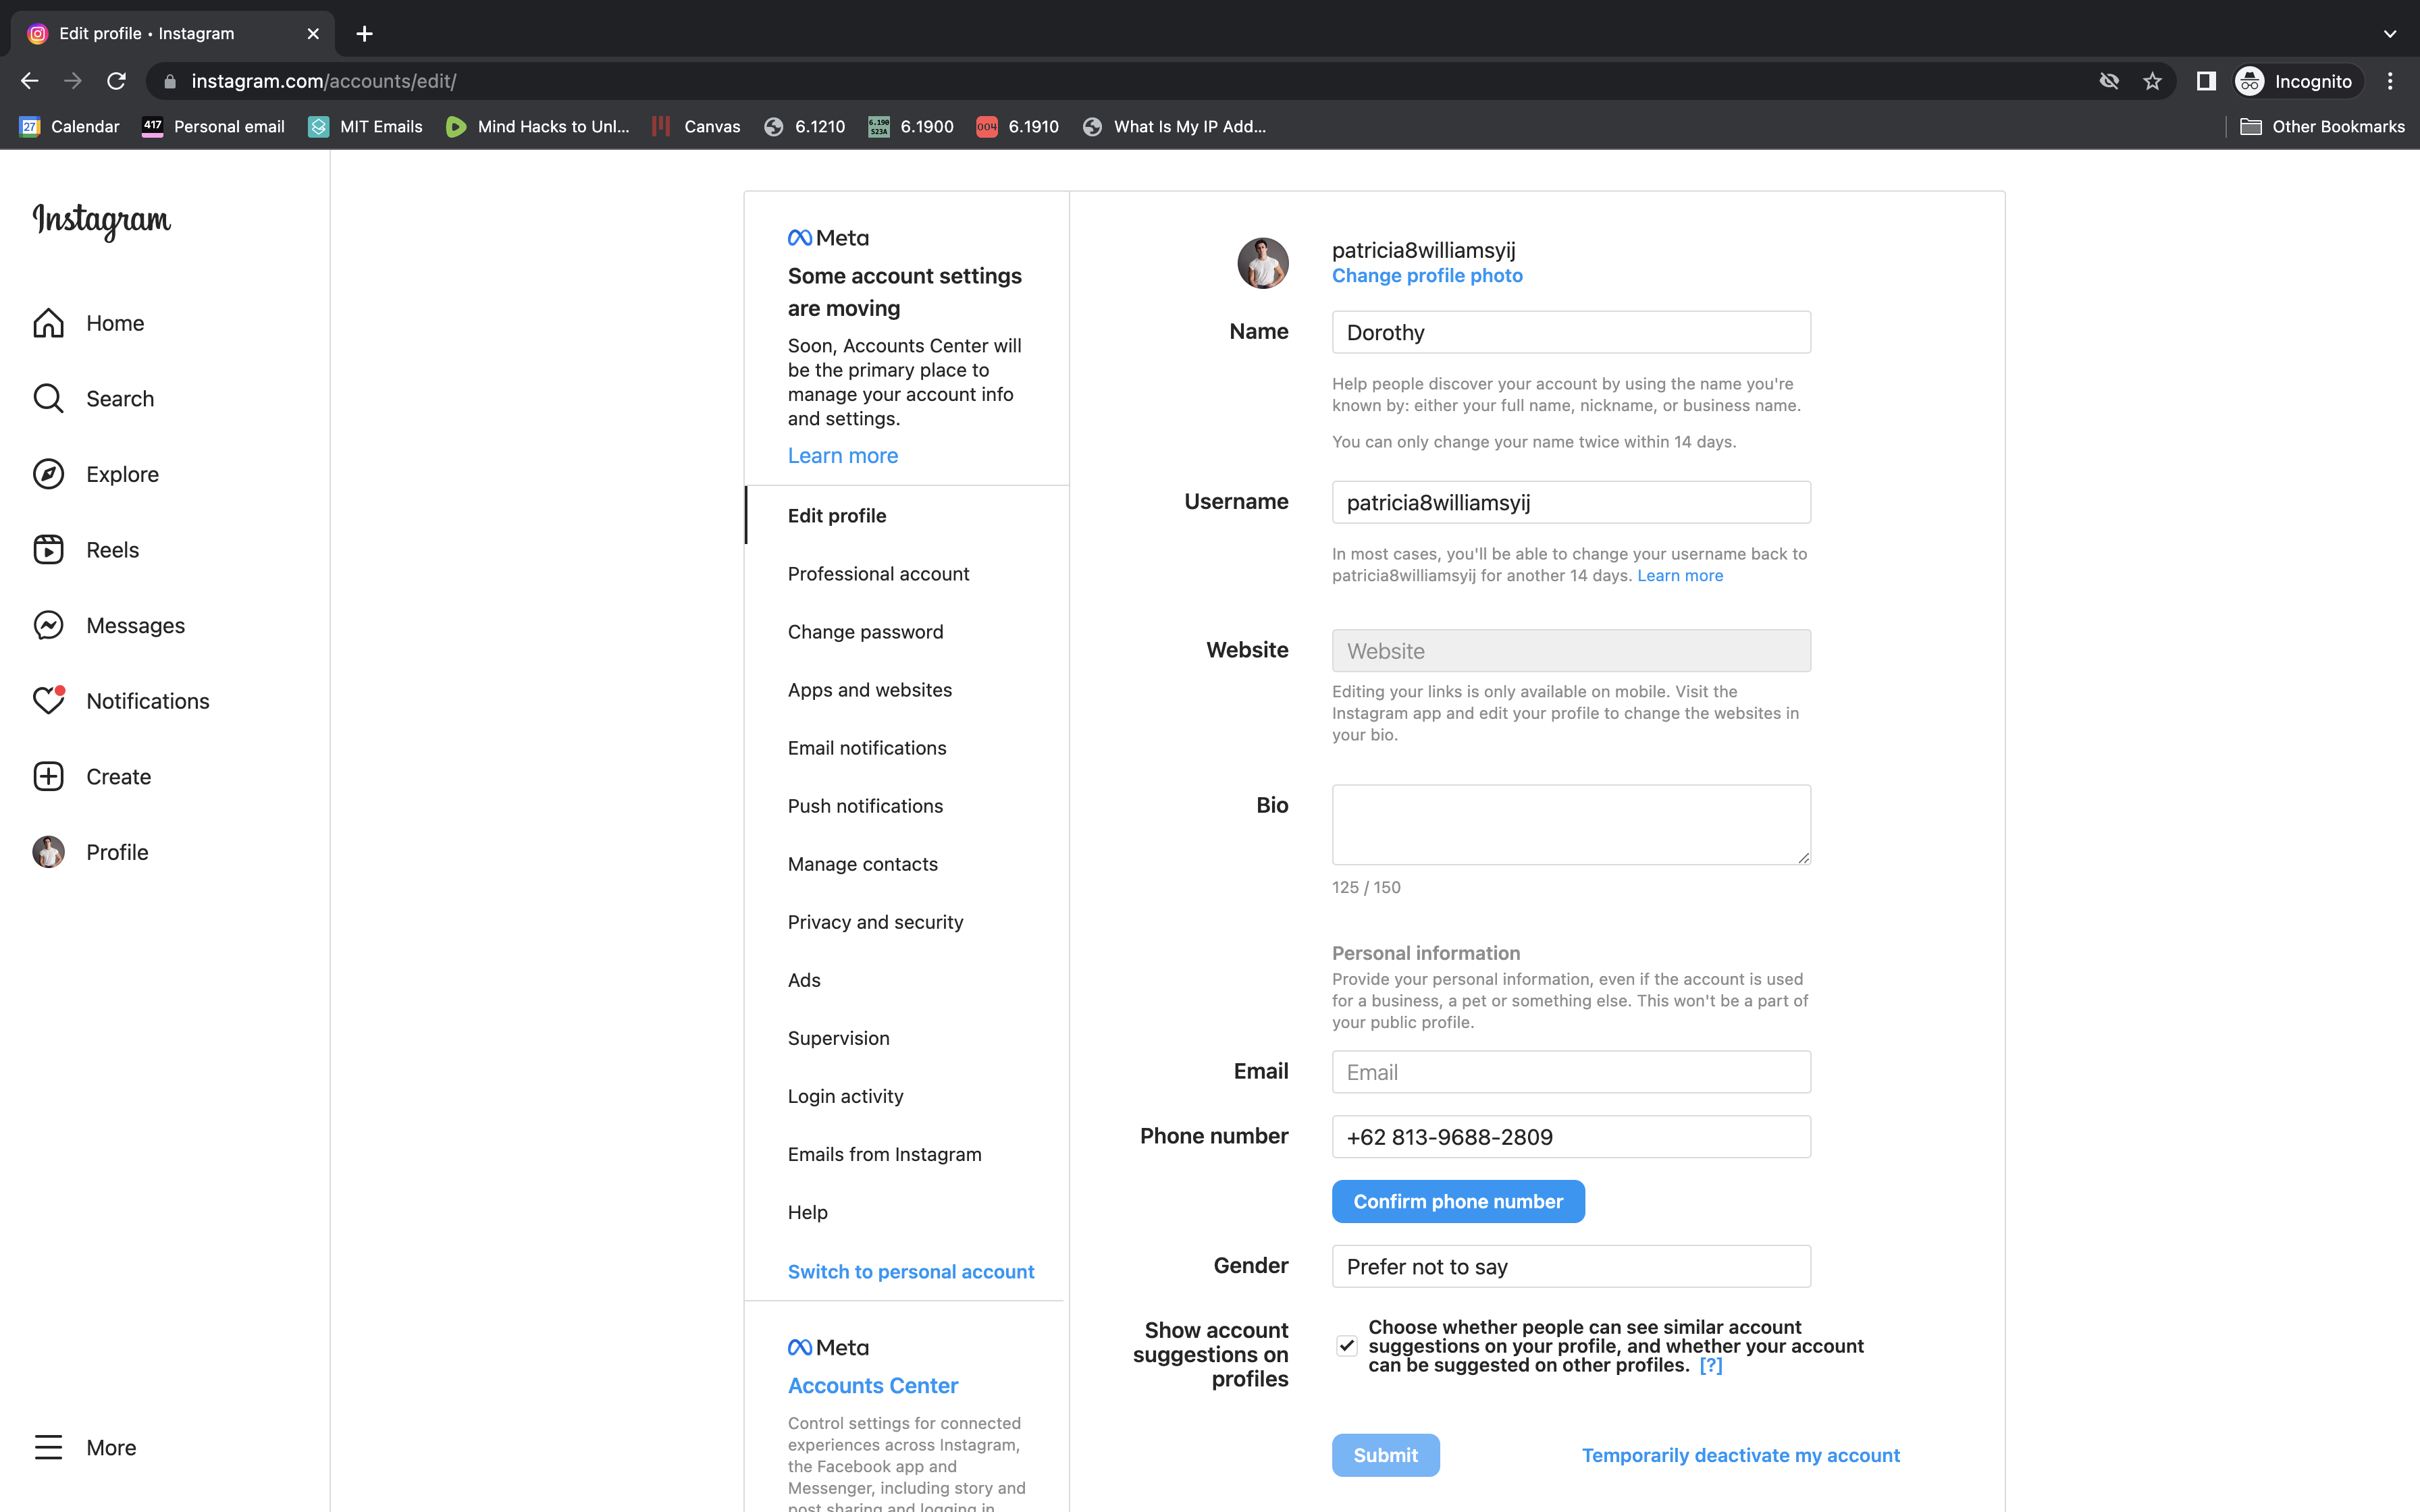 Edit profile • Instagram
instagram.com/accounts/edit/
Incognito
27 Calendar
417 Personal email
MIT Emails
Mind Hacks to Unl...
Canvas
6.1210
6.190 S23A 6.1900
004 6.1910
What Is My IP Add...
Other Bookmarks
Instagram
Home
Search
Explore
Reels
Messages
Notifications
Create
Profile
More
Meta
Some account settings
are moving
Soon, Accounts Center will
be the primary place to
manage your account info
and settings.
Learn more
Edit profile
Professional account
Change password
Apps and websites
Email notifications
Push notifications
Manage contacts
Privacy and security
Ads
Supervision
Login activity
Emails from Instagram
Help
Switch to personal account
Meta
Accounts Center
Control settings for connected
experiences across Instagram,
the Facebook app and
Messenger, including story and
post sharing and logging in.
patricia8williamsyij
Change profile photo
Name
Dorothy
Help people discover your account by using the name you're
known by: either your full name, nickname, or business name.
You can only change your name twice within 14 days.
Username
patricia8williamsyij
In most cases, you'll be able to change your username back to
patricia8williamsyij for another 14 days. Learn more
Website
Website
Editing your links is only available on mobile. Visit the
Instagram app and edit your profile to change the websites in
your bio.
Bio
125 / 150
Personal information
Provide your personal information, even if the account is used
for a business, a pet or something else. This won't be a part of
your public profile.
Email
Email
Phone number
+62 813-9688-2809
Confirm phone number
Gender
Prefer not to say
Show account
suggestions on
profiles
Choose whether people can see similar account
suggestions on your profile, and whether your account
can be suggested on other profiles. [?]
Submit
Temporarily deactivate my account